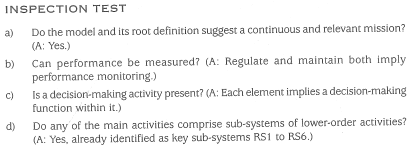 INSPECTION TEST
a) Do the model and its root definition suggest a continuous and relevant mission?
(A: Yes.)
b) Can performance be measured? (A: Regulate and maintain both imply
performance monitoring.)
c) Is a decision-making activity present? (A: Each element implies a decision-making
function within it.)
d) Do any of the main activities comprise sub-systems of lower-order activities?
(A: Yes, already identified as key sub-systems RS1 to RS6.)